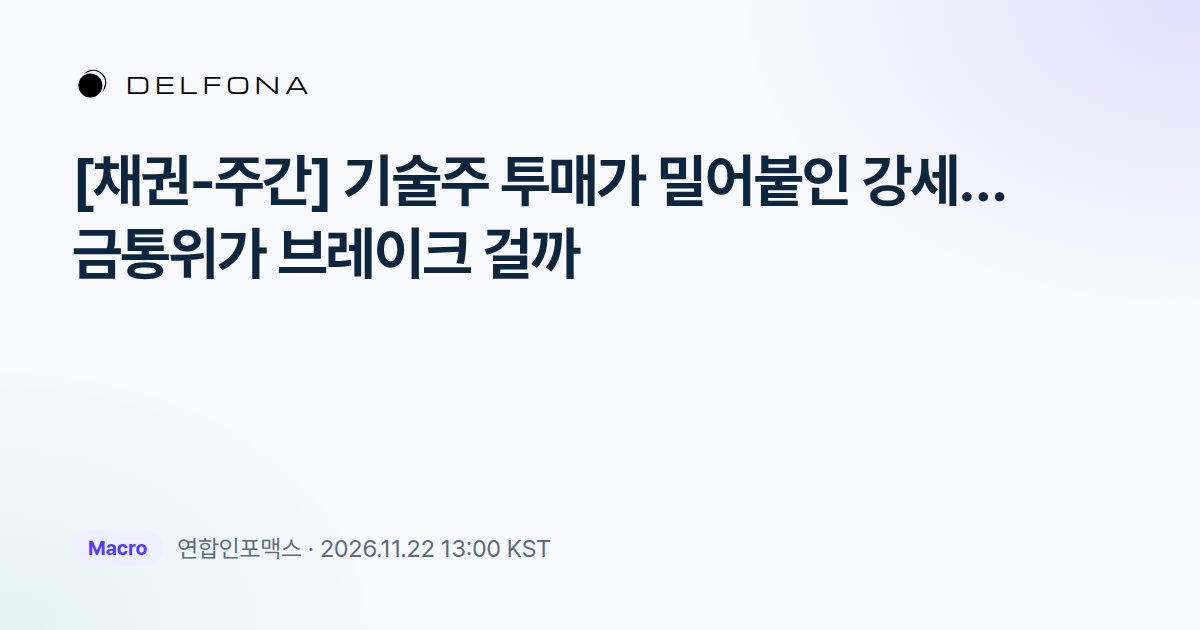 DELFONA
[채권-주간] 기술주 투매가 밀어붙인 강세…
금통위가 브레이크 걸까
Macro 연합인포맥스 · 2026.11.22 13:00 KST